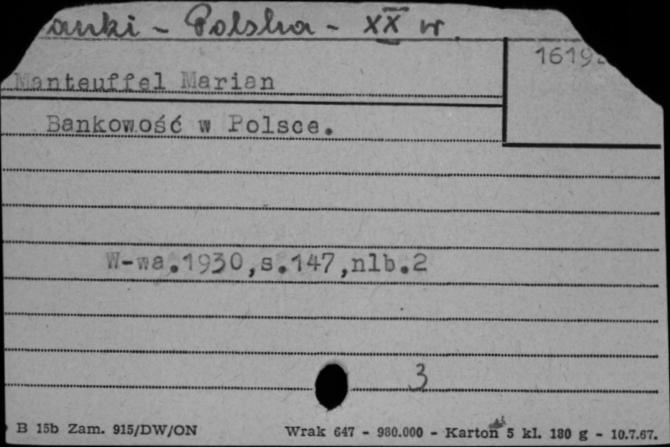 anki - Polska - XX w.
1619
Manteuffel Marian
Bankowość w Polsce.
W-wa.1930,s.147,nlb.2
3
B 15b Zam. 915/DW/ON Wrak 647 - 980.000 - Karton 5 kl. 180 g - 10.7.67.